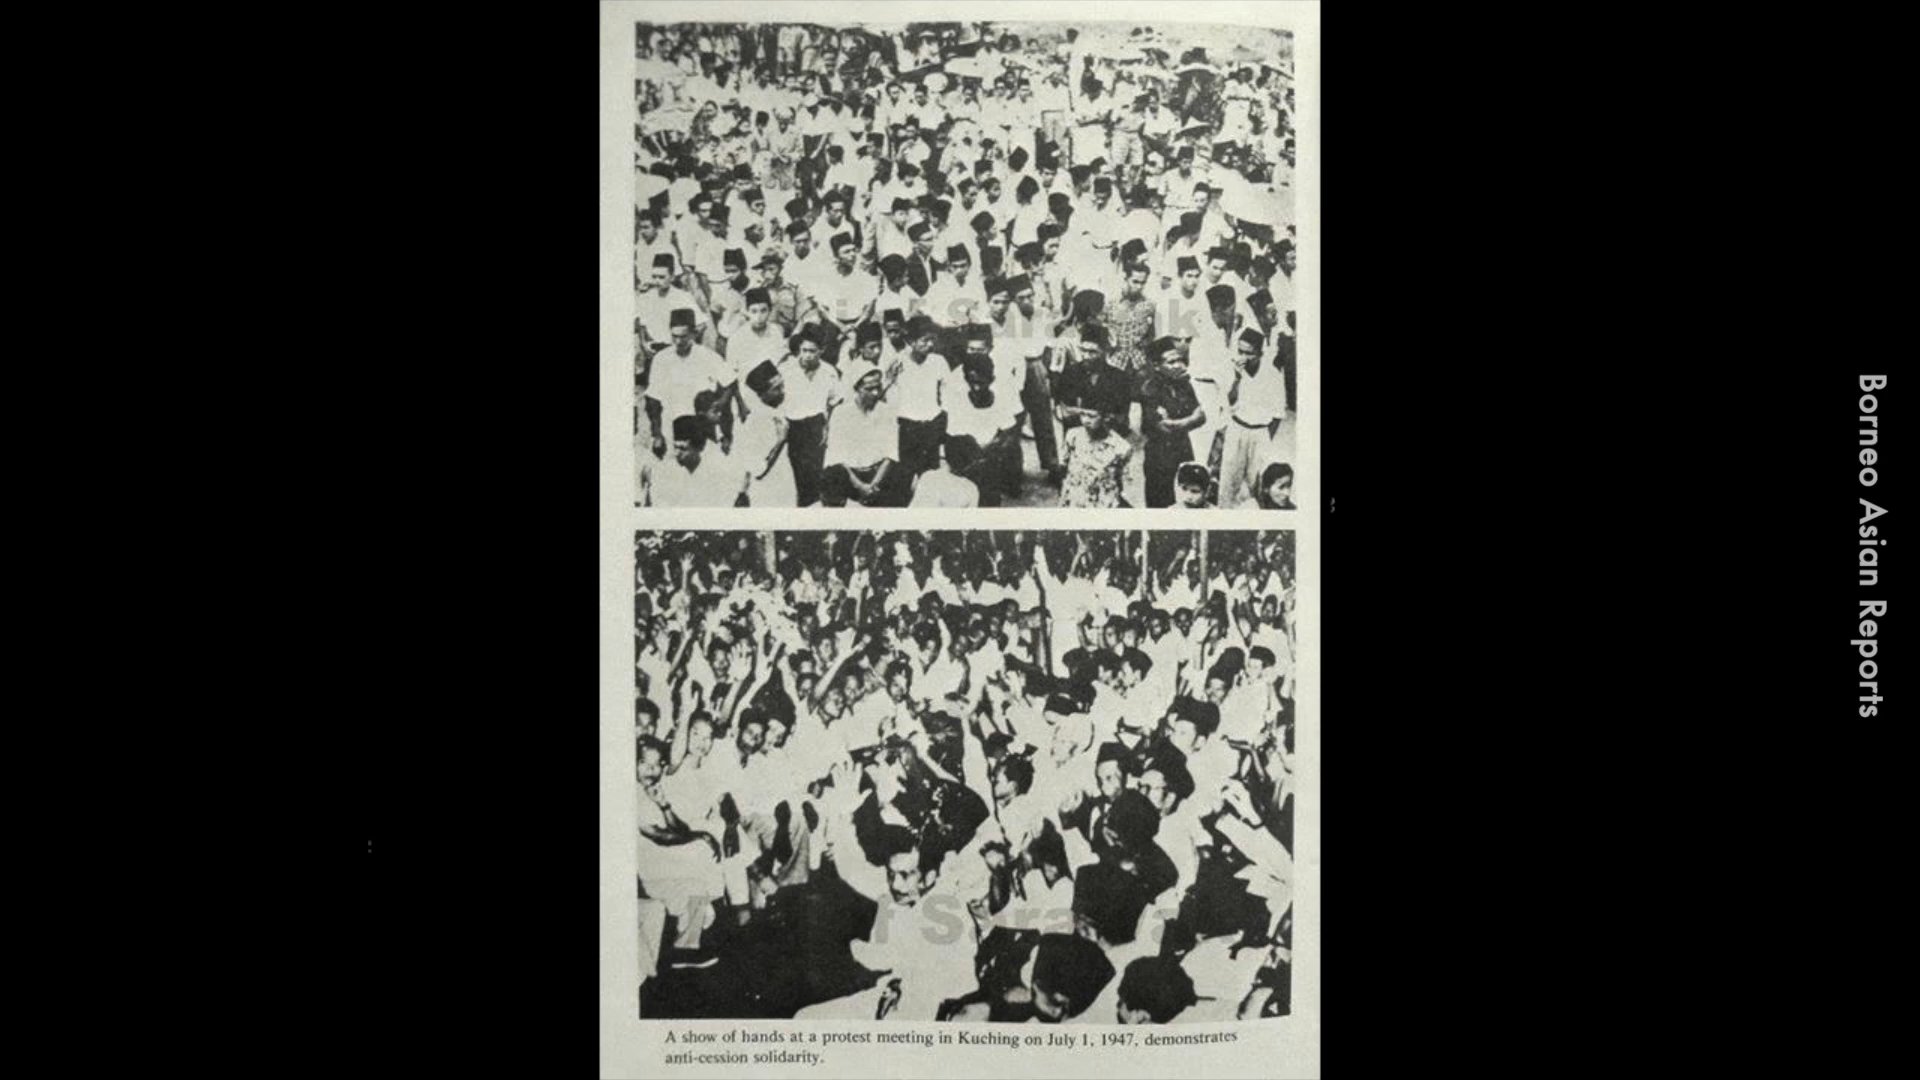 A show of hands at a protest meeting in Kuching on July 1, 1947, demonstrates
anti-cession solidarity.
Borneo Asian Reports